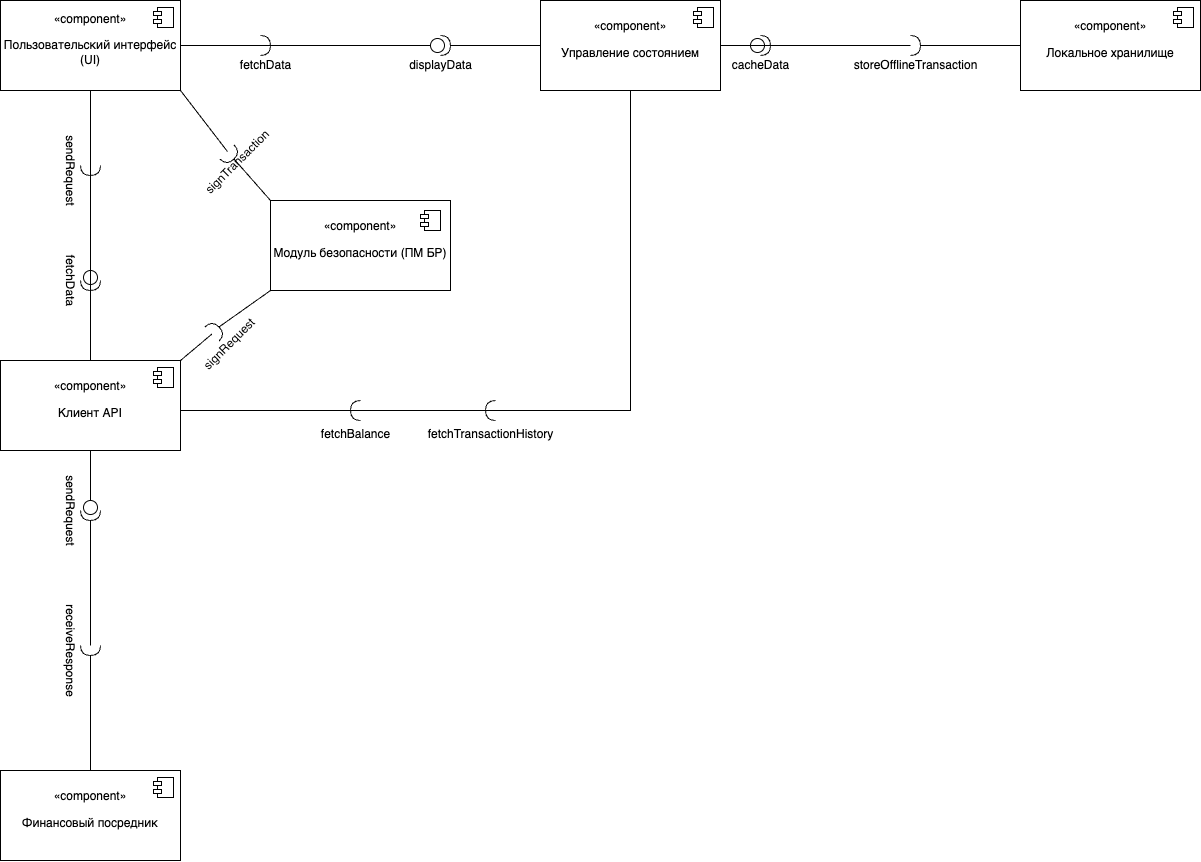 «component»
Пользовательский интерфейс
(UI)
fetchData
displayData
«component»
Управление состоянием
cacheData
storeOfflineTransaction
«component»
Локальное хранилище
sendRequest
signTransaction
«component»
Модуль безопасности (ПМ БР)
fetchData
signRequest
«component»
Клиент API
fetchBalance
fetchTransactionHistory
sendRequest
receiveResponse
«component»
Финансовый посредник